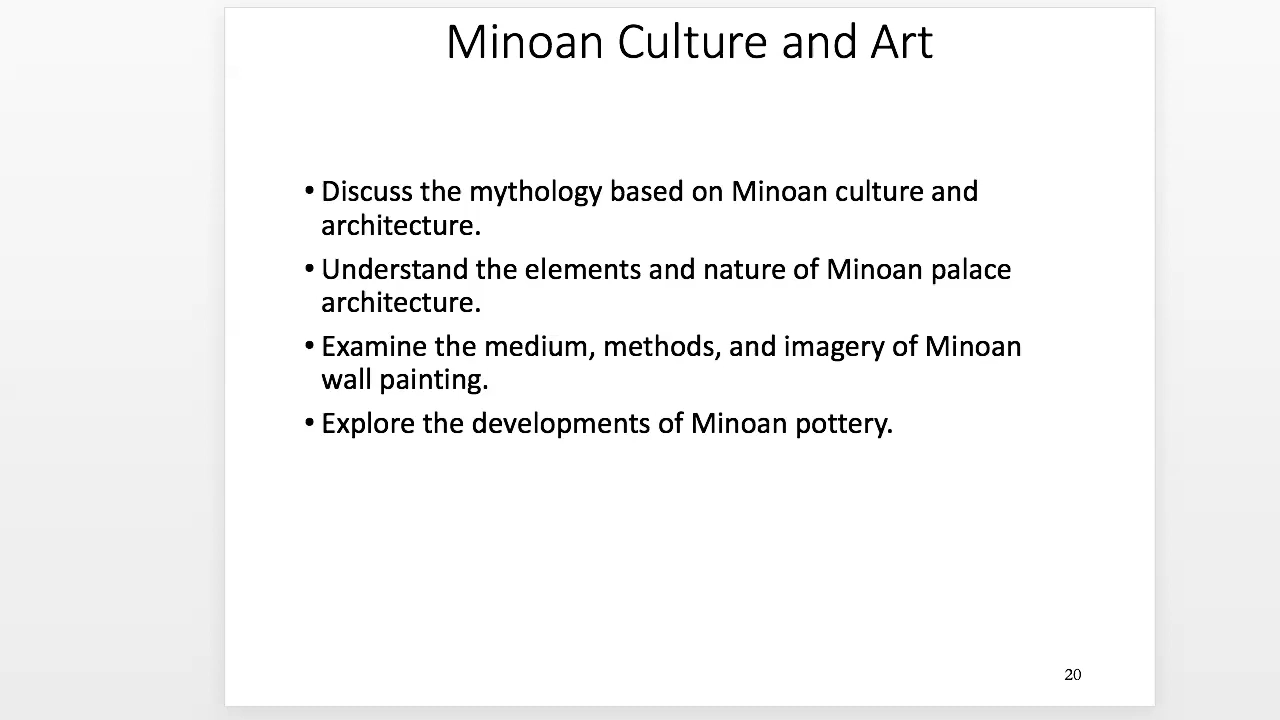 Minoan Culture and Art
• Discuss the mythology based on Minoan culture and
architecture.
• Understand the elements and nature of Minoan palace
architecture.
• Examine the medium, methods, and imagery of Minoan
wall painting.
• Explore the developments of Minoan pottery.
20